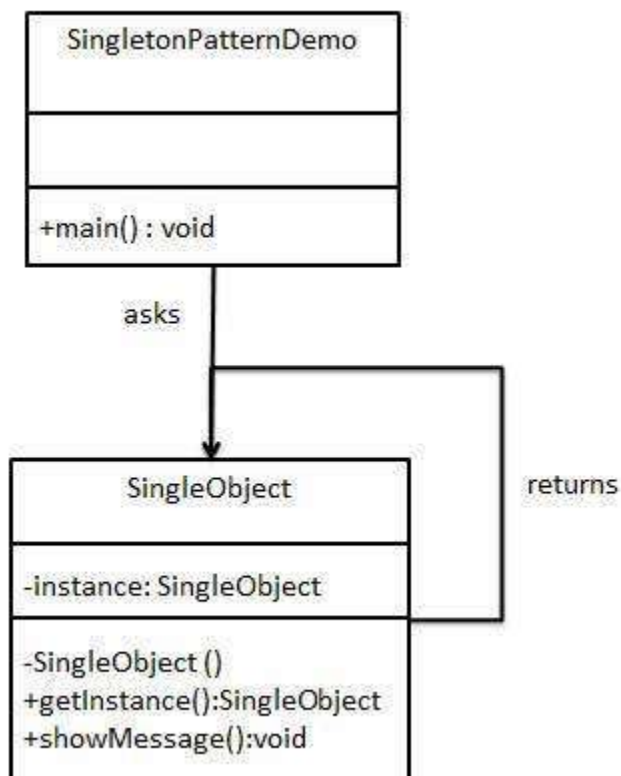 SingletonPatternDemo
+main() : void
asks
SingleObject
returns
-instance: SingleObject
-SingleObject ()
+getInstance():SingleObject
+showMessage():void